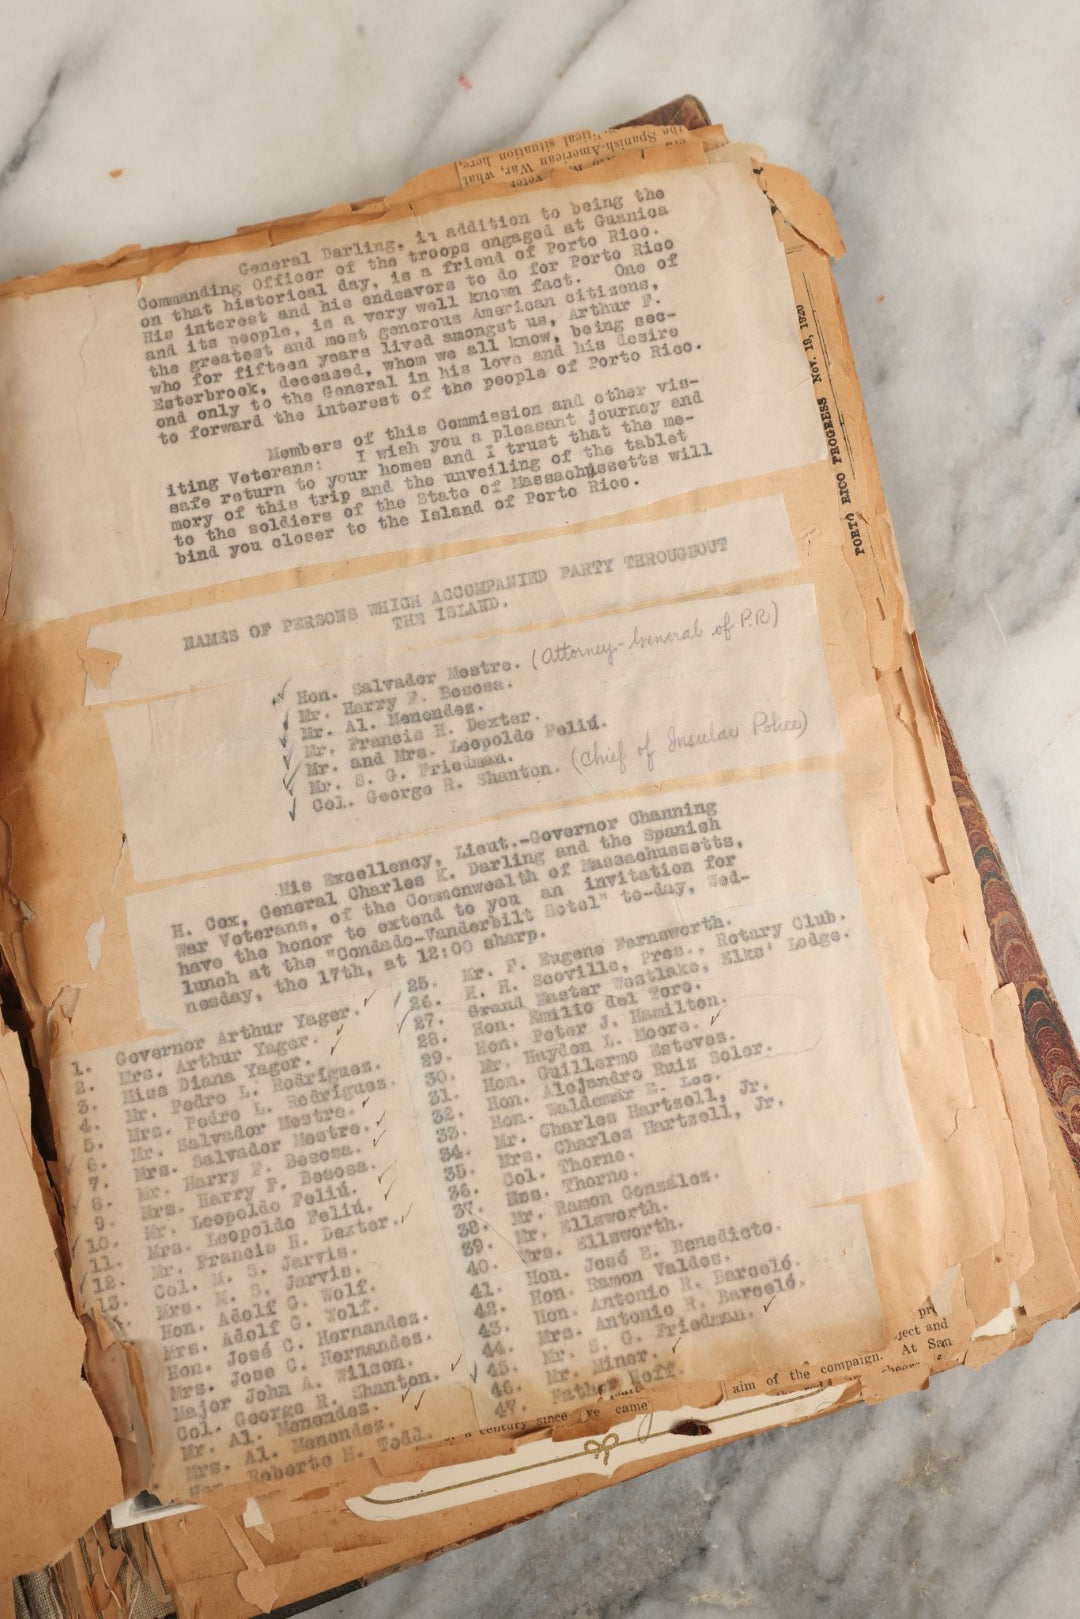 the Spanish-American War, what
political situation here,
General Darling, in addition to being the
Commanding Officer of the troops engaged at Guanica
on that historical day, is a friend of Porto Rico.
His interest and his endeavors to do for Porto Rico
and its people, is a very well known fact. One of
the greatest and most generous American citizens,
who for fifteen years lived amongst us, Arthur F.
Esterbrook, deceased, whom we all know, being sec-
ond only to the General in his love and his desire
to forward the interest of the people of Porto Rico.
Members of this Commission and other vis-
iting Veterans: I wish you a pleasant journey and
safe return to your homes and I trust that the me-
mory of this trip and the unveiling of the tablet
to the soldiers of the State of Massachussetts will
bind you closer to the Island of Porto Rico.
PORTO RICO PROGRESS Nov. 19, 1920
NAMES OF PERSONS WHICH ACCOMPANIED PARTY THROUGHOUT
THE ISLAND.
Hon. Salvador Mestre. (Attorney-General of P.R)
Mr. Harry F. Besosa.
Mr. Al. Menendez.
Mr. Francis H. Dexter.
Mr. and Mrs. Leopoldo Feliú.
Mr. S. G. Friedman.
Col. George R. Shanton. (Chief of Insular Police)
His Excellency, Lieut.-Governor Channing
H. Cox, General Charles K. Darling and the Spanish
War Veterans, of the Commonwealth of Massachussetts,
have the honor to extend to you an invitation for
lunch at the "Condado-Vanderbilt Hotel" to-day, Wed-
nesday, the 17th, at 12:00 sharp.
1. Governor Arthur Yager.
2. Mrs. Arthur Yager.
3. Miss Diana Yager.
4. Mr. Pedro L. Rodríguez.
5. Mrs. Pedro L. Rodríguez.
6. Mr. Salvador Mestre.
7. Mrs. Salvador Mestre.
8. Mr. Harry F. Besosa.
9. Mrs. Harry F. Besosa.
10. Mr. Leopoldo Feliú.
11. Mrs. Leopoldo Feliú.
12. Mr. Francis H. Dexter.
13. Col. M. S. Jarvis.
Mrs. M. S. Jarvis.
Hon. Adolf G. Wolf.
Mrs. Adolf G. Wolf.
Hon. José C. Hernandez.
Mrs. Jose C. Hernandez.
Major John A. Wilson.
Col. George R. Shanton.
Mr. Al. Menendez.
Mrs. Al. Menendez.
Roberto H. Todd.
25. Mr. F. Eugene Farnsworth.
26. H. H. Scoville, Pres., Rotary Club.
27. Grand Master Westlake, Elks' Lodge.
28. Hon. Emilio del Toro.
29. Hon. Peter J. Hamilton.
30. Mr. Hayden L. Moore.
31. Hon. Guillermo Esteves.
32. Hon. Alejandro Ruiz Soler.
33. Hon. Waldemar E. Lee.
34. Mr. Charles Hartzell, Jr.
35. Mrs. Charles Hartzell, Jr.
36. Col. Thorne.
37. Mrs. Thorne.
38. Mr. Ramon González.
39. Mr. Ellsworth.
40. Mrs. Ellsworth.
41. Hon. José E. Benedicto.
42. Hon. Ramon Valdes.
43. Hon. Antonio R. Barceló.
44. Mrs. Antonio R. Barceló.
45. Mr. S. G. Friedman.
46. Mr. Miner.
47. Father Hoff.
ject and
aim of the campaign. At San
a century since
came